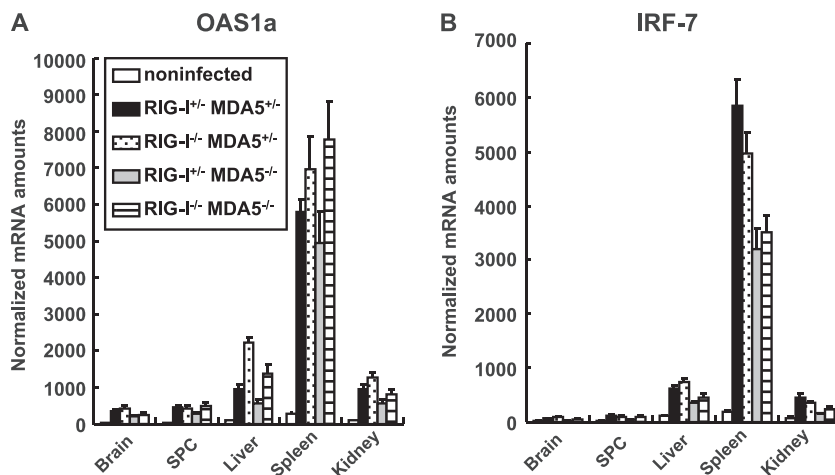 A
OAS1a
Normalized mRNA amounts
10000
9000
8000
7000
6000
5000
4000
3000
2000
1000
0
noninfected
RIG-I+/- MDA5+/-
RIG-I-/- MDA5+/-
RIG-I+/- MDA5-/-
RIG-I-/- MDA5-/-
Brain
SPC
Liver
Spleen
Kidney
B
IRF-7
Normalized mRNA amounts
7000
6000
5000
4000
3000
2000
1000
0
Brain
SPC
Liver
Spleen
Kidney